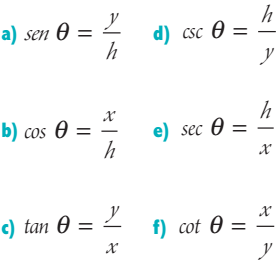 a) sen θ = y/h
d) csc θ = h/y
b) cos θ = x/h
e) sec θ = h/x
c) tan θ = y/x
f) cot θ = x/y